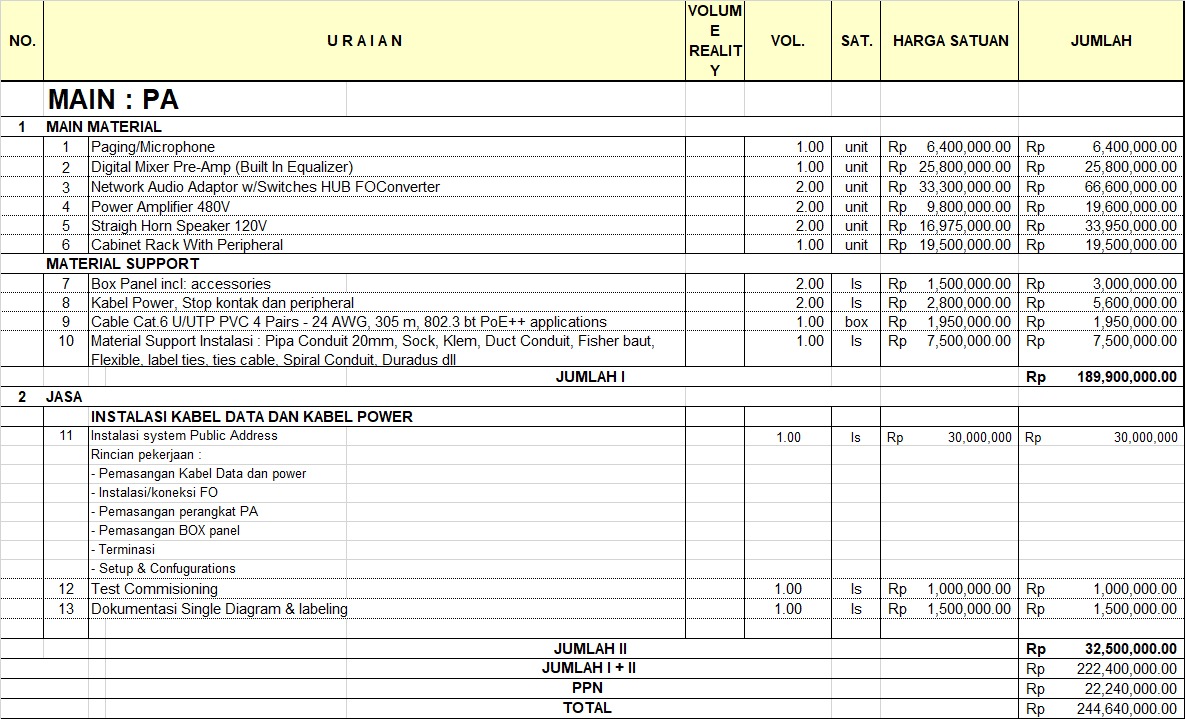 NO. U R A I A N VOLUM E REALIT Y VOL. SAT. HARGA SATUAN JUMLAH
MAIN : PA
1 MAIN MATERIAL
1 Paging/Microphone 1.00 unit Rp 6,400,000.00 Rp 6,400,000.00
2 Digital Mixer Pre-Amp (Built In Equalizer) 1.00 unit Rp 25,800,000.00 Rp 25,800,000.00
3 Network Audio Adaptor w/Switches HUB FOConverter 2.00 unit Rp 33,300,000.00 Rp 66,600,000.00
4 Power Amplifier 480V 2.00 unit Rp 9,800,000.00 Rp 19,600,000.00
5 Straigh Horn Speaker 120V 2.00 unit Rp 16,975,000.00 Rp 33,950,000.00
6 Cabinet Rack With Peripheral 1.00 unit Rp 19,500,000.00 Rp 19,500,000.00
MATERIAL SUPPORT
7 Box Panel incl: accessories 2.00 ls Rp 1,500,000.00 Rp 3,000,000.00
8 Kabel Power, Stop kontak dan peripheral 2.00 ls Rp 2,800,000.00 Rp 5,600,000.00
9 Cable Cat.6 U/UTP PVC 4 Pairs - 24 AWG, 305 m, 802.3 bt PoE++ applications 1.00 box Rp 1,950,000.00 Rp 1,950,000.00
10 Material Support Instalasi : Pipa Conduit 20mm, Sock, Klem, Duct Conduit, Fisher baut, 1.00 ls Rp 7,500,000.00 Rp 7,500,000.00
Flexible, label ties, ties cable, Spiral Conduit, Duradus dll
JUMLAH I Rp 189,900,000.00
2 JASA
INSTALASI KABEL DATA DAN KABEL POWER
11 Instalasi system Public Address 1.00 ls Rp 30,000,000 Rp 30,000,000
Rincian pekerjaan :
- Pemasangan Kabel Data dan power
- Instalasi/koneksi FO
- Pemasangan perangkat PA
- Pemasangan BOX panel
- Terminasi
- Setup & Confugurations
12 Test Commisioning 1.00 ls Rp 1,000,000.00 Rp 1,000,000.00
13 Dokumentasi Single Diagram & labeling 1.00 ls Rp 1,500,000.00 Rp 1,500,000.00
JUMLAH II Rp 32,500,000.00
JUMLAH I + II Rp 222,400,000.00
PPN Rp 22,240,000.00
TOTAL Rp 244,640,000.00